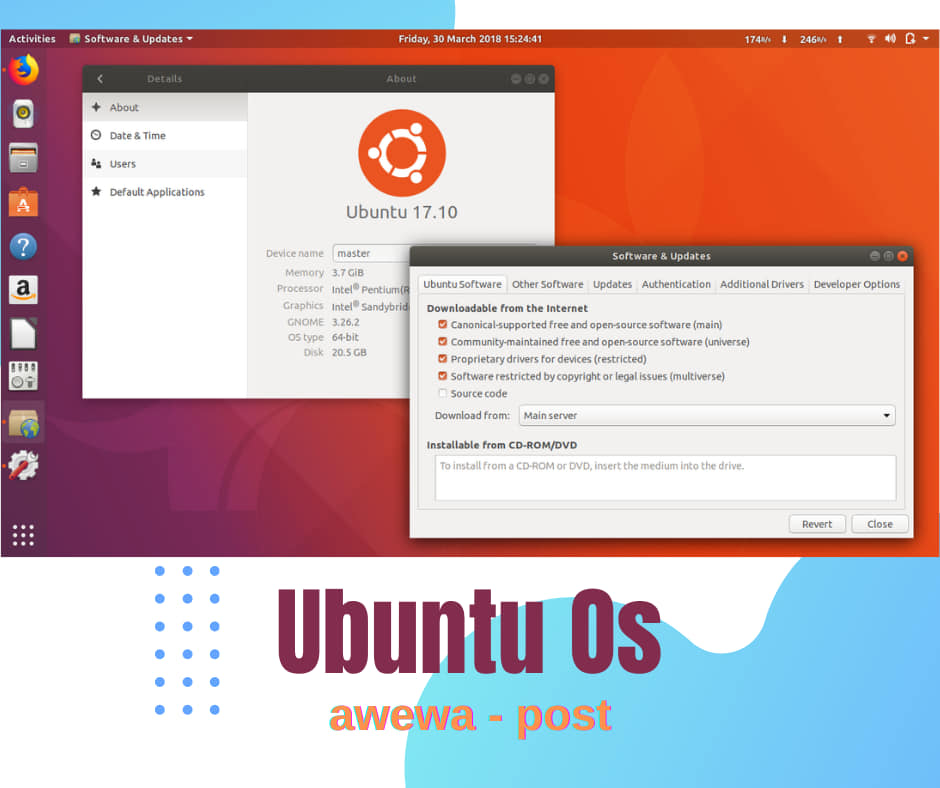 Activities Software & Updates Friday, 30 March 2018 15:24:41 174B/s 246B/s
Details About
About
Date & Time
Users
Default Applications
Ubuntu 17.10
Device name master
Memory 3.7 GiB
Processor Intel® Pentium(R
Graphics Intel® Sandybrid
GNOME 3.26.2
OS type 64-bit
Disk 20.5 GB
Software & Updates
Ubuntu Software Other Software Updates Authentication Additional Drivers Developer Options
Downloadable from the Internet
Canonical-supported free and open-source software (main)
Community-maintained free and open-source software (universe)
Proprietary drivers for devices (restricted)
Software restricted by copyright or legal issues (multiverse)
Source code
Download from: Main server
Installable from CD-ROM/DVD
To install from a CD-ROM or DVD, insert the medium into the drive.
Revert Close
Ubuntu Os
awewa - post